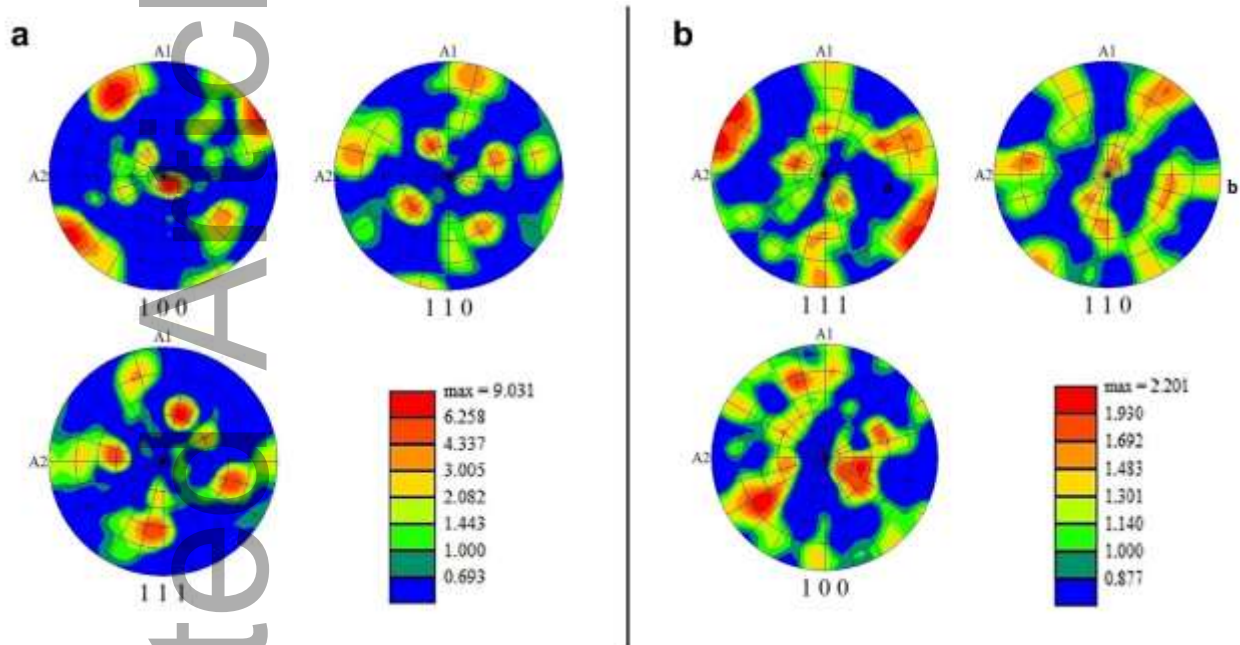 a
A1
A2
1 0 0
A1
A2
1 1 0
A1
A2
1 1 1
max = 9.031
6.258
4.337
3.005
2.082
1.443
1.000
0.693
b
A1
A2
1 1 1
A1
A2
b
1 1 0
A1
A2
1 0 0
max = 2.201
1.930
1.692
1.483
1.301
1.140
1.000
0.877